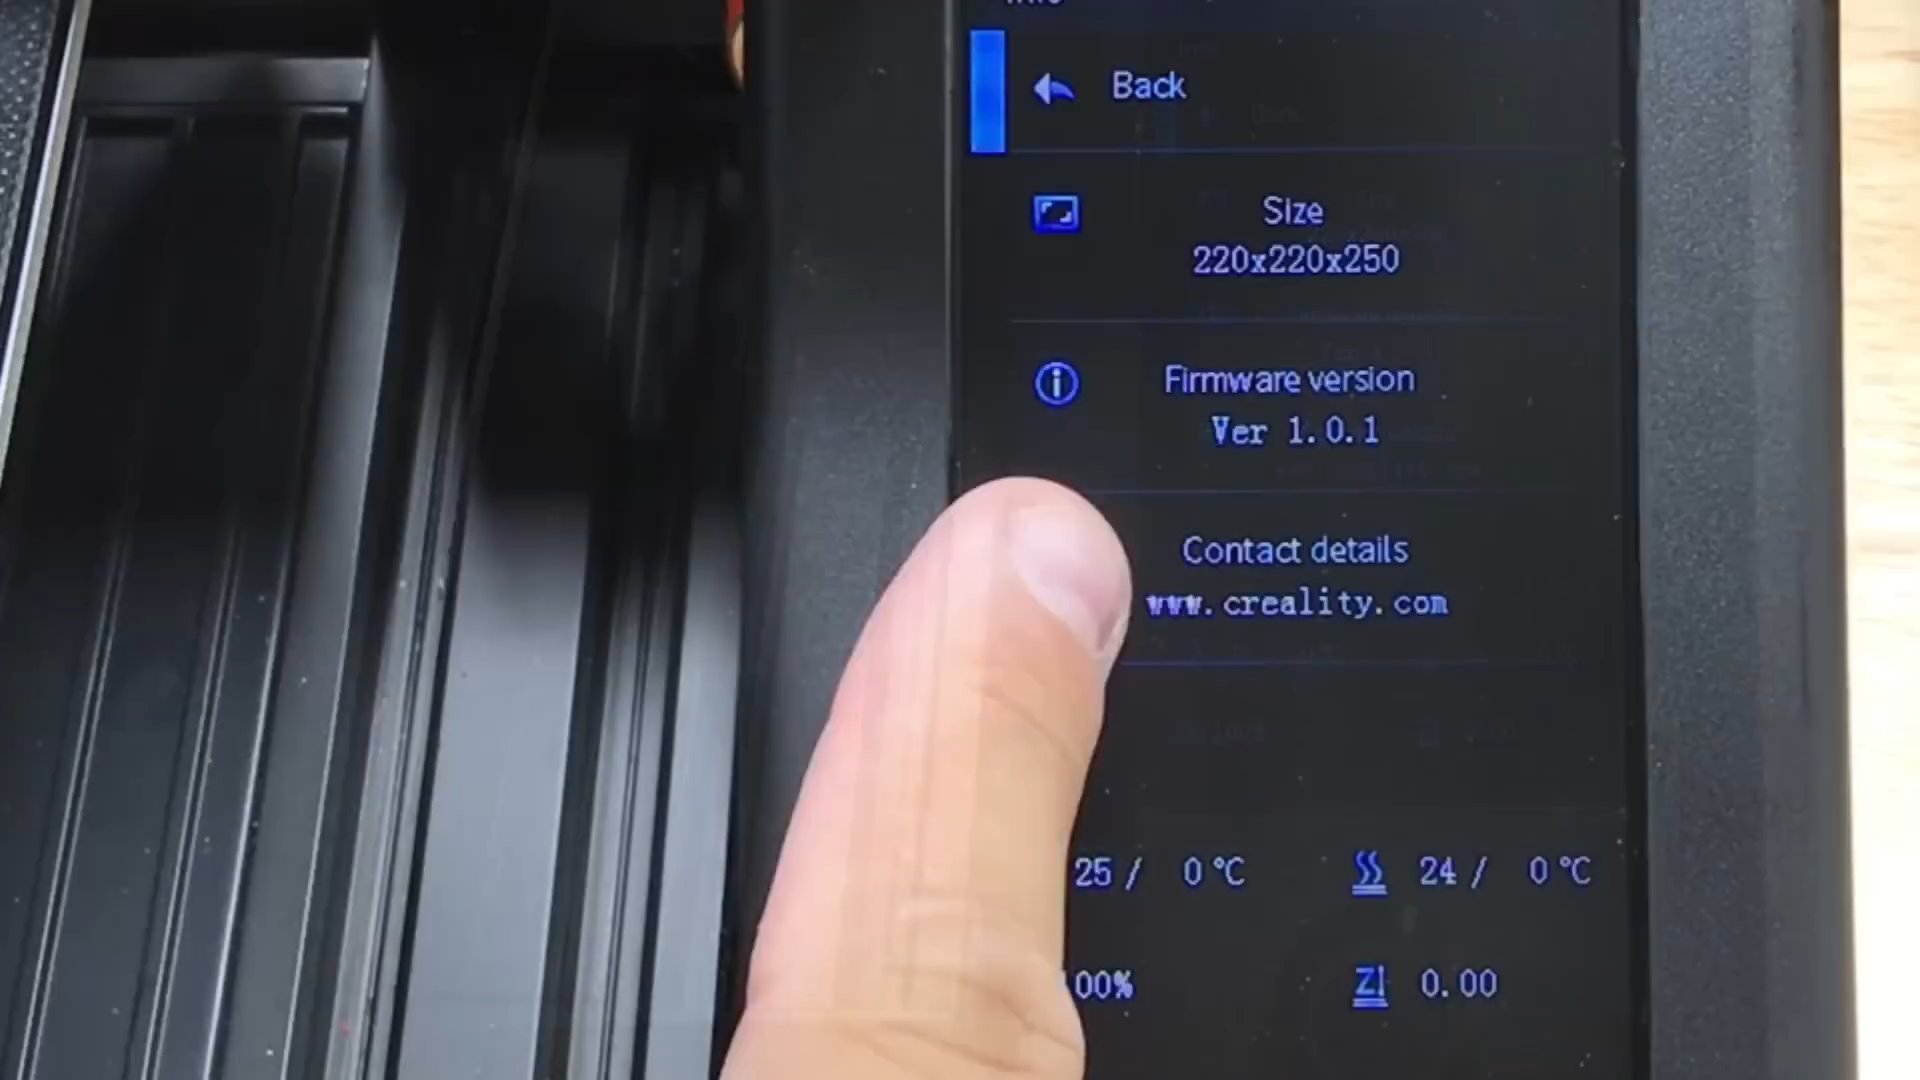 Back
Size
220x220x250
Firmware version
Ver 1.0.1
Contact details
www.creality.com
25 / 0 ℃ 24 / 0 ℃
00% Z 0.00